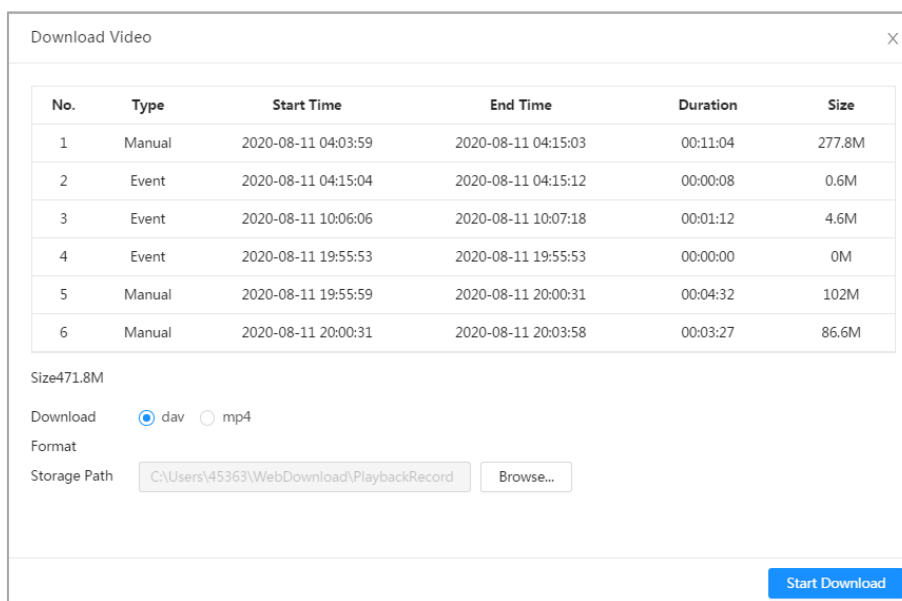 Download Video
No. Type Start Time End Time Duration Size
1 Manual 2020-08-11 04:03:59 2020-08-11 04:15:03 00:11:04 277.8M
2 Event 2020-08-11 04:15:04 2020-08-11 04:15:12 00:00:08 0.6M
3 Event 2020-08-11 10:06:06 2020-08-11 10:07:18 00:01:12 4.6M
4 Event 2020-08-11 19:55:53 2020-08-11 19:55:53 00:00:00 0M
5 Manual 2020-08-11 19:55:59 2020-08-11 20:00:31 00:04:32 102M
6 Manual 2020-08-11 20:00:31 2020-08-11 20:03:58 00:03:27 86.6M
Size471.8M
Download dav mp4
Format
Storage Path C:\Users\45363\WebDownload\PlaybackRecord Browse...
Start Download